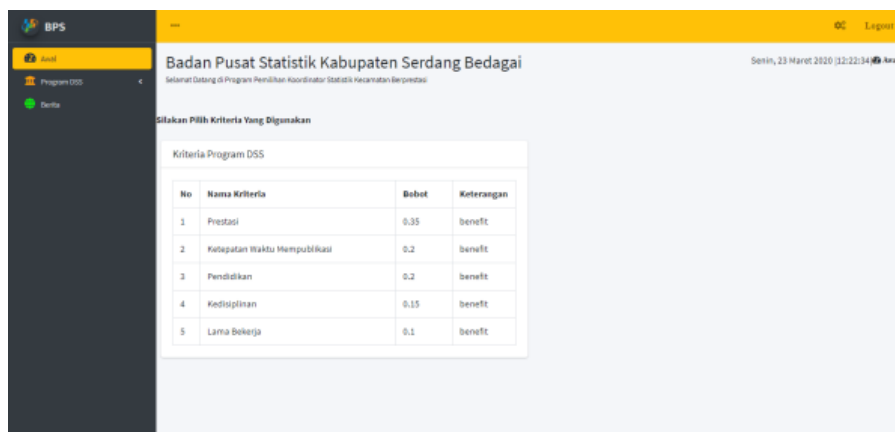 BPS
Logout
Awal
Program DSS
Berita
Badan Pusat Statistik Kabupaten Serdang Bedagai
Selamat Datang di Program Pemilihan Koordinator Statistik Kecamatan Berprestasi
Senin, 23 Maret 2020 |12:22:34|
Silakan Pilih Kriteria Yang Digunakan
Kriteria Program DSS
No Nama Kriteria Bobot Keterangan
1 Prestasi 0.35 benefit
2 Ketepatan Waktu Mempublikasi 0.2 benefit
3 Pendidikan 0.2 benefit
4 Kedisiplinan 0.15 benefit
5 Lama Bekerja 0.1 benefit